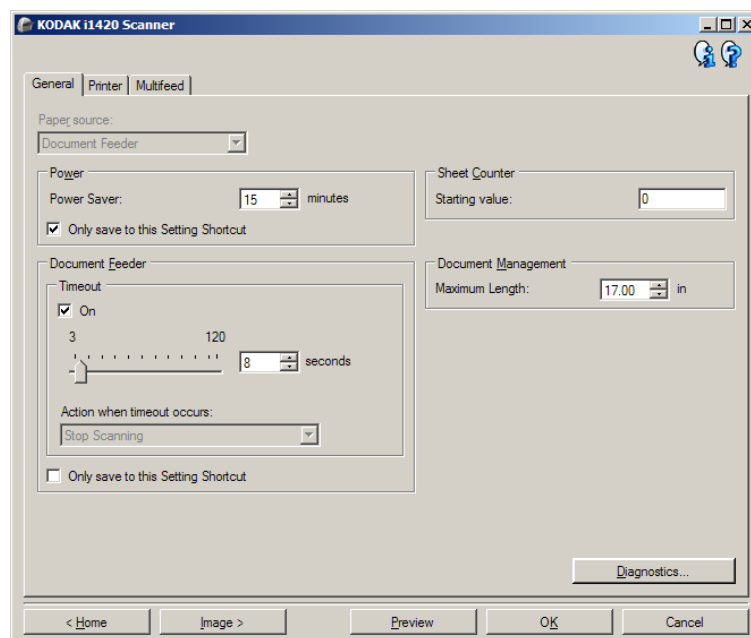 KODAK i1420 Scanner
General Printer Multifeed
Paper source:
Document Feeder
Power
Power Saver: 15 minutes
Only save to this Setting Shortcut
Sheet Counter
Starting value: 0
Document Feeder
Timeout
On
3 120
8 seconds
Action when timeout occurs:
Stop Scanning
Only save to this Setting Shortcut
Document Management
Maximum Length: 17.00 in
Diagnostics...
< Home Image > Preview OK Cancel